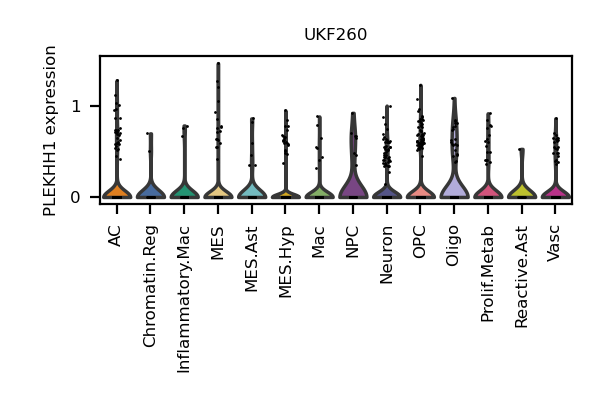 UKF260
PLEKHH1 expression
1
0
AC
Chromatin.Reg
Inflammatory.Mac
MES
MES.Ast
MES.Hyp
Mac
NPC
Neuron
OPC
Oligo
Prolif.Metab
Reactive.Ast
Vasc